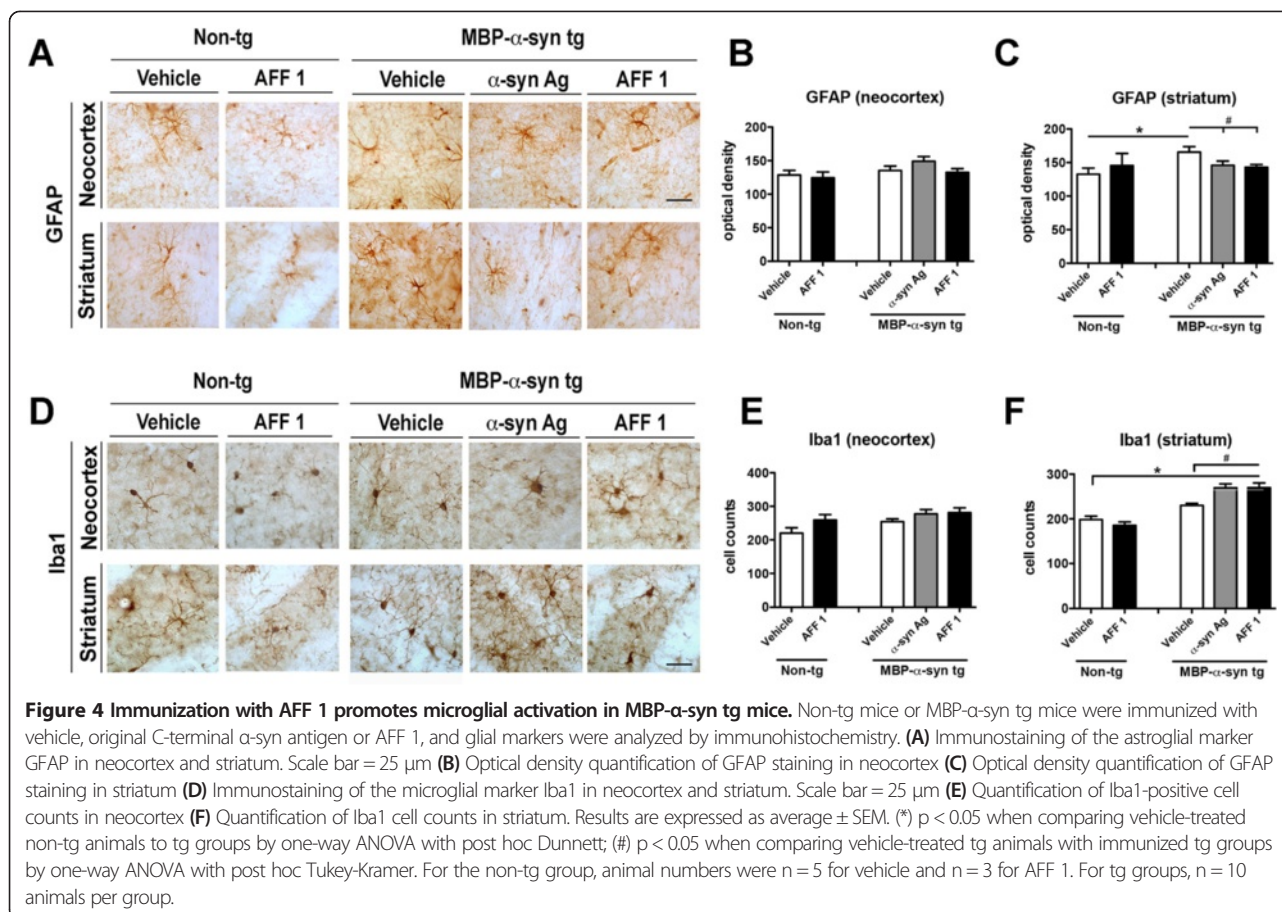 Non-tg
MBP-α-syn tg
A
Vehicle
AFF 1
Vehicle
α-syn Ag
AFF 1
GFAP
Neocortex
Striatum
B
GFAP (neocortex)
optical density
200
150
100
50
0
Vehicle
AFF 1
Vehicle
α-syn Ag
AFF 1
Non-tg
MBP-α-syn tg
C
GFAP (striatum)
optical density
200
150
100
50
0
*
#
Vehicle
AFF 1
Vehicle
α-syn Ag
AFF 1
Non-tg
MBP-α-syn tg
Non-tg
MBP-α-syn tg
D
Vehicle
AFF 1
Vehicle
α-syn Ag
AFF 1
Iba1
Neocortex
Striatum
E
Iba1 (neocortex)
cell counts
400
300
200
100
0
Vehicle
AFF 1
Vehicle
α-syn Ag
AFF 1
Non-tg
MBP-α-syn tg
F
Iba1 (striatum)
cell counts
300
200
100
0
*
#
Vehicle
AFF 1
Vehicle
α-syn Ag
AFF 1
Non-tg
MBP-α-syn tg
Figure 4 Immunization with AFF 1 promotes microglial activation in MBP-α-syn tg mice. Non-tg mice or MBP-α-syn tg mice were immunized with
vehicle, original C-terminal α-syn antigen or AFF 1, and glial markers were analyzed by immunohistochemistry. (A) Immunostaining of the astroglial marker
GFAP in neocortex and striatum. Scale bar = 25 μm (B) Optical density quantification of GFAP staining in neocortex (C) Optical density quantification of GFAP
staining in striatum (D) Immunostaining of the microglial marker Iba1 in neocortex and striatum. Scale bar = 25 μm (E) Quantification of Iba1-positive cell
counts in neocortex (F) Quantification of Iba1 cell counts in striatum. Results are expressed as average ± SEM. (*) p < 0.05 when comparing vehicle-treated
non-tg animals to tg groups by one-way ANOVA with post hoc Dunnett; (#) p < 0.05 when comparing vehicle-treated tg animals with immunized tg groups
by one-way ANOVA with post hoc Tukey-Kramer. For the non-tg group, animal numbers were n = 5 for vehicle and n = 3 for AFF 1. For tg groups, n = 10
animals per group.